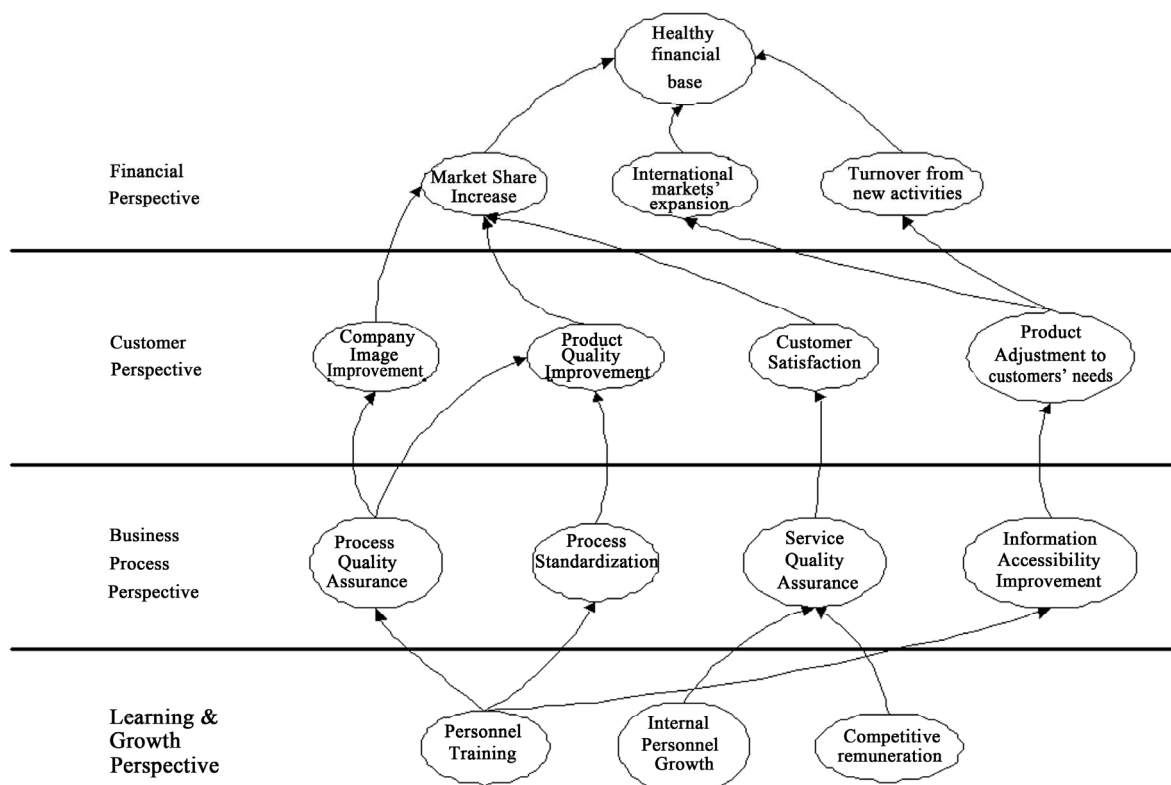 Healthy
financial
base
Financial
Perspective
Market Share
Increase
International
markets'
expansion
Turnover from
new activities
Customer
Perspective
Company
Image
Improvement
Product
Quality
Improvement
Customer
Satisfaction
Product
Adjustment to
customers' needs
Business
Process
Perspective
Process
Quality
Assurance
Process
Standardization
Service
Quality
Assurance
Information
Accessibility
Improvement
Learning &
Growth
Perspective
Personnel
Training
Internal
Personnel
Growth
Competitive
remuneration